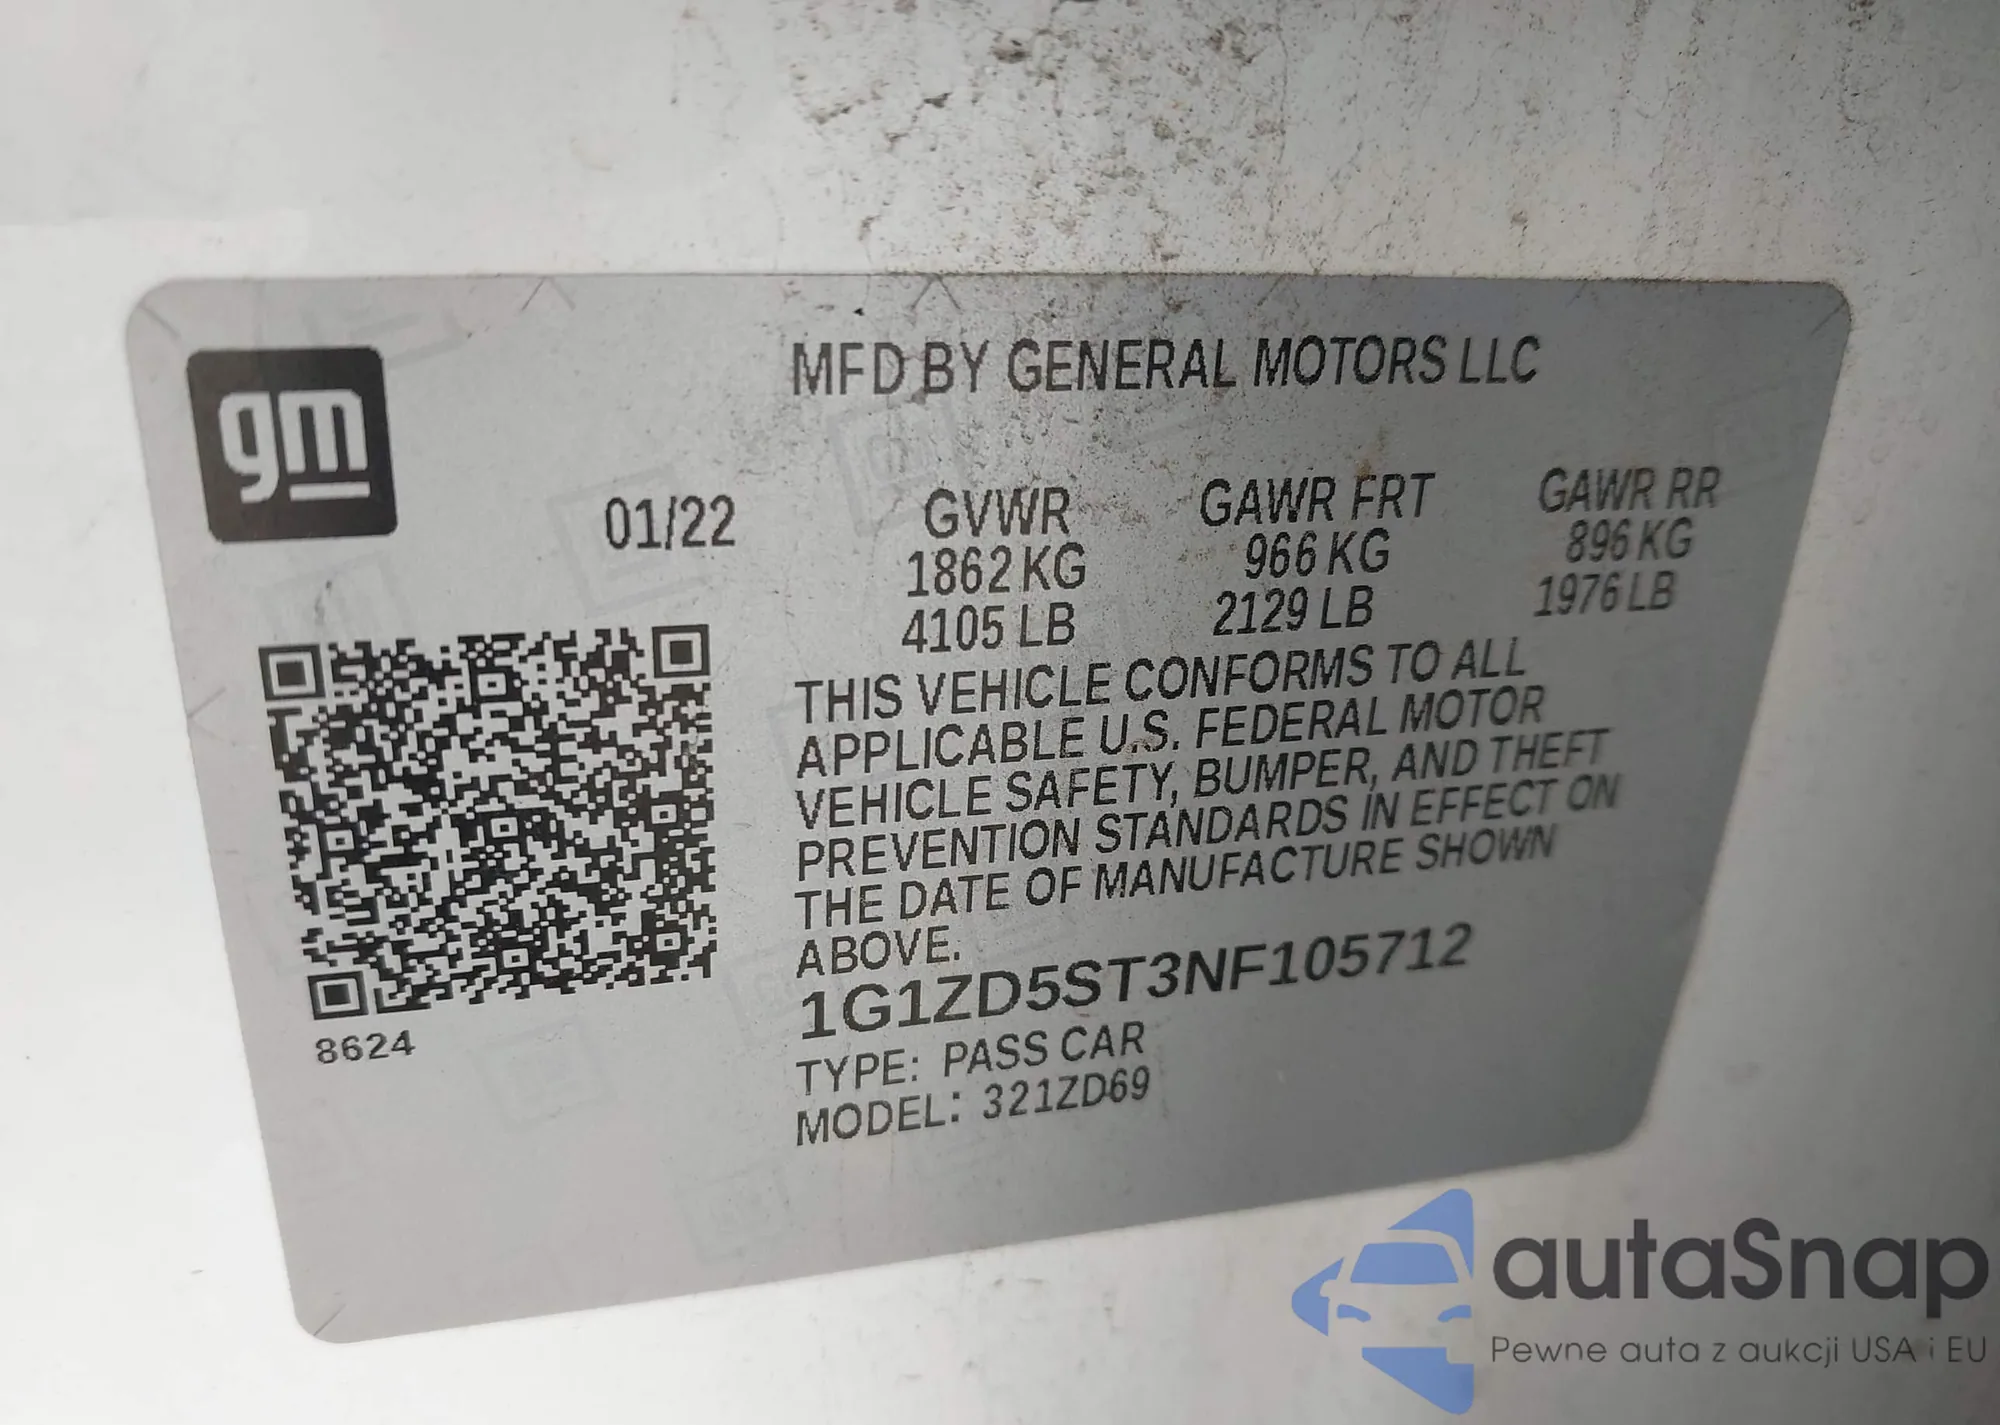 gm
MFD BY GENERAL MOTORS LLC
01/22
GVWR GAWR FRT GAWR RR
1862 KG 966 KG 896 KG
4105 LB 2129 LB 1976 LB
THIS VEHICLE CONFORMS TO ALL
APPLICABLE U.S. FEDERAL MOTOR
VEHICLE SAFETY, BUMPER, AND THEFT
PREVENTION STANDARDS IN EFFECT ON
THE DATE OF MANUFACTURE SHOWN
ABOVE.
1G1ZD5ST3NF105712
TYPE: PASS CAR
MODEL: 321ZD69
8624
autaSnap
Pewne auta z aukcji USA i EU